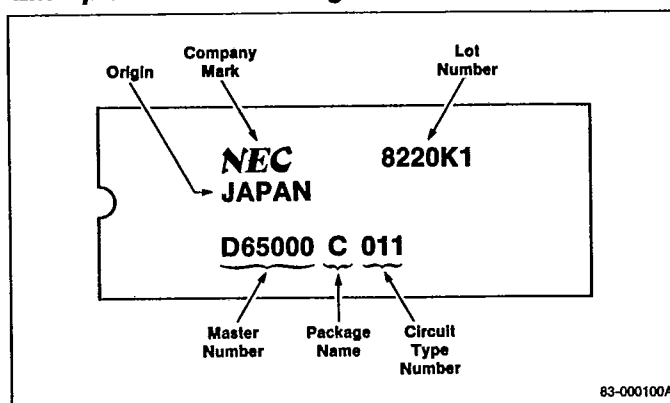 Company
Mark
Lot
Number
Origin
NEC
8220K1
JAPAN
D65000 C 011
Master
Number
Package
Name
Circuit
Type
Number
83-000100A